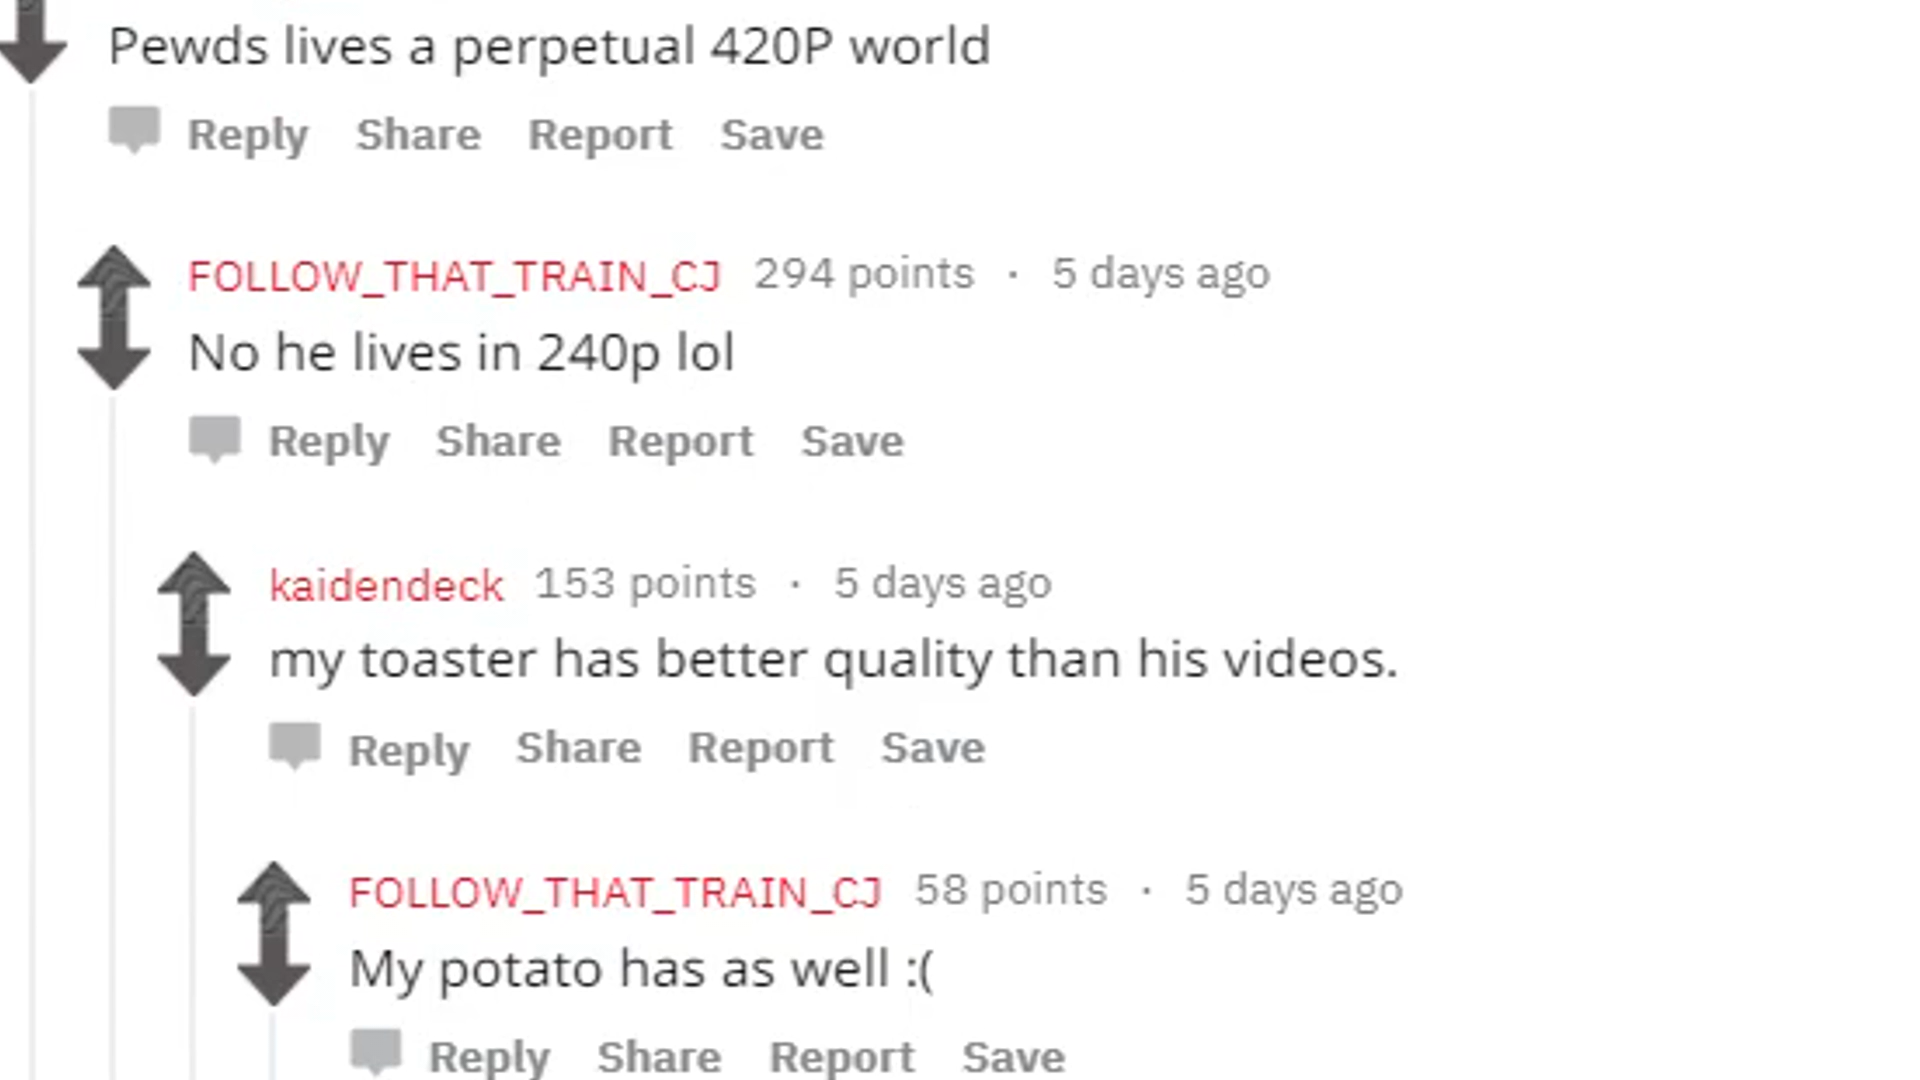 Pewds lives a perpetual 420P world
Reply Share Report Save
FOLLOW_THAT_TRAIN_CJ 294 points · 5 days ago
No he lives in 240p lol
Reply Share Report Save
kaidendeck 153 points · 5 days ago
my toaster has better quality than his videos.
Reply Share Report Save
FOLLOW_THAT_TRAIN_CJ 58 points · 5 days ago
My potato has as well :(
Reply Share Report Save